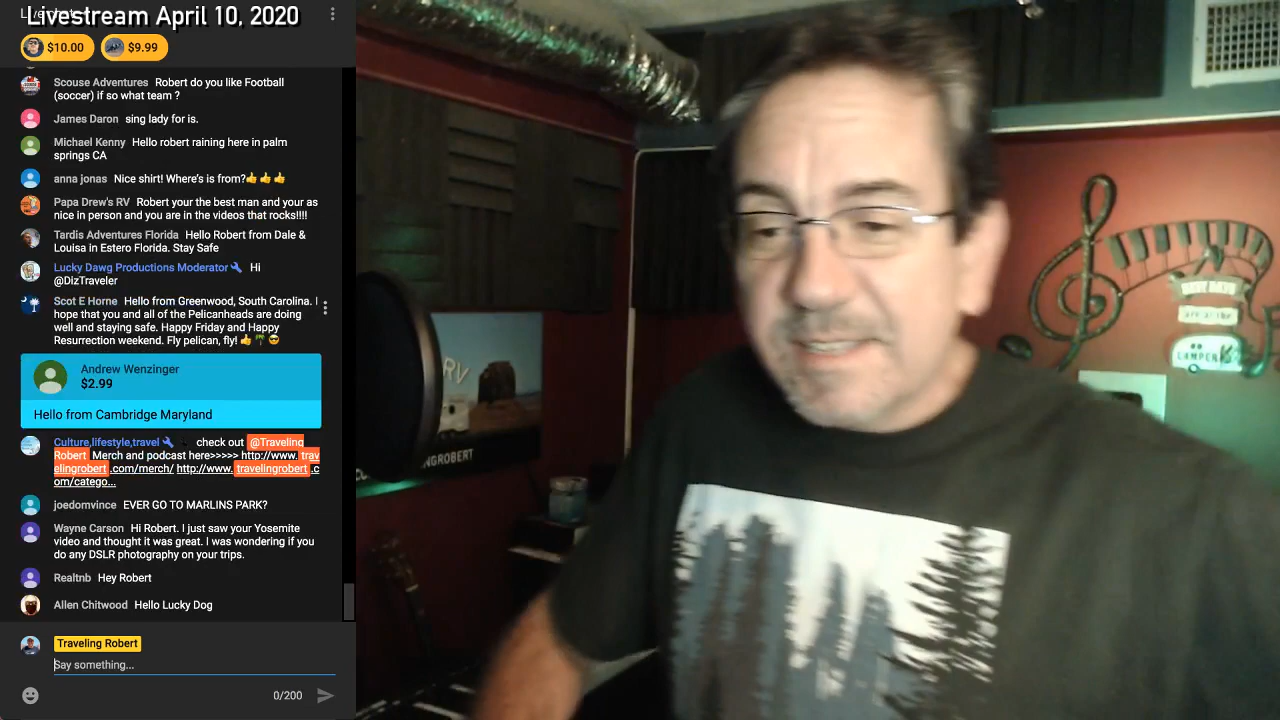 Livestream April 10, 2020
$10.00 $9.99
Scouse Adventures Robert do you like Football
(soccer) if so what team ?
James Daron sing lady for is.
Michael Kenny Hello robert raining here in palm
springs CA
anna jonas Nice shirt! Where's is from?👍👍👍
Papa Drew's RV Robert your the best man and your as
nice in person and you are in the videos that rocks!!!!
Tardis Adventures Florida Hello Robert from Dale &
Louisa in Estero Florida. Stay Safe
Lucky Dawg Productions Moderator Hi
@DizTraveler
Scot E Horne Hello from Greenwood, South Carolina. I
hope that you and all of the Pelicanheads are doing
well and staying safe. Happy Friday and Happy
Resurrection weekend. Fly pelican, fly! 👍🌴😎
Andrew Wenzinger
$2.99
Hello from Cambridge Maryland
Culture,lifestyle,travel check out @Traveling
Robert Merch and podcast here>>>>> http://www.trav
elingrobert.com/merch/ http://www.travelingrobert.c
om/catego...
joedomvince EVER GO TO MARLINS PARK?
Wayne Carson Hi Robert. I just saw your Yosemite
video and thought it was great. I was wondering if you
do any DSLR photography on your trips.
Realtnb Hey Robert
Allen Chitwood Hello Lucky Dog
Traveling Robert
Say something...
0/200
RV
INGROBERT
CAMPER